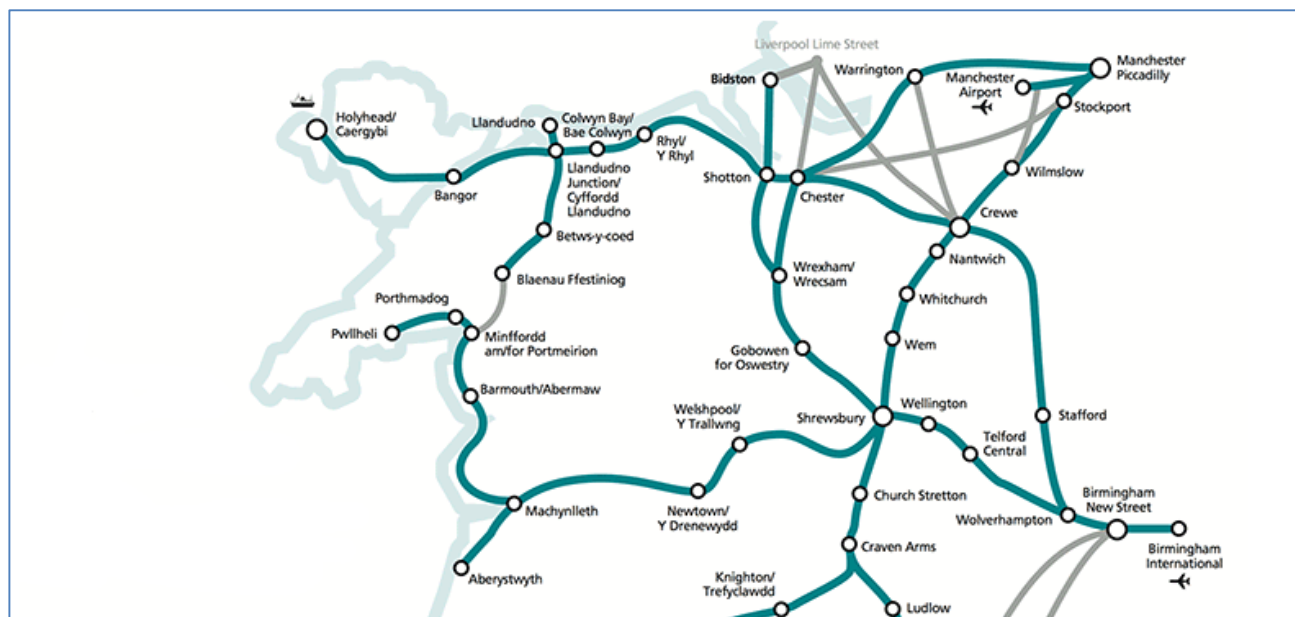 Liverpool Lime Street
Bidston
Warrington
Manchester
Piccadilly
Manchester
Airport
Stockport
Holyhead/
Caergybi
Llandudno
Colwyn Bay/
Bae Colwyn
Rhyl/
Y Rhyl
Bangor
Llandudno
Junction/
Cyffordd
Llandudno
Shotton
Chester
Wilmslow
Crewe
Betws-y-coed
Nantwich
Blaenau Ffestiniog
Wrexham/
Wrecsam
Whitchurch
Porthmadog
Pwllheli
Minffordd
am/for Portmeirion
Wem
Gobowen
for Oswestry
Barmouth/Abermaw
Welshpool/
Y Trallwng
Shrewsbury
Wellington
Stafford
Telford
Central
Machynlleth
Newtown/
Y Drenewydd
Church Stretton
Wolverhampton
Birmingham
New Street
Craven Arms
Birmingham
International
Aberystwyth
Knighton/
Trefyclawdd
Ludlow